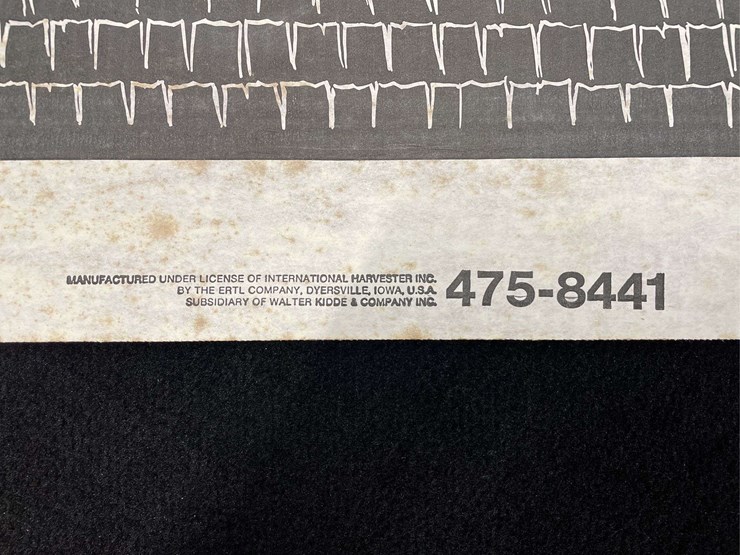 MANUFACTURED UNDER LICENSE OF INTERNATIONAL HARVESTER INC.
BY THE ERTL COMPANY, DYERSVILLE, IOWA, U.S.A.
SUBSIDIARY OF WALTER KIDDE & COMPANY INC.
475-8441